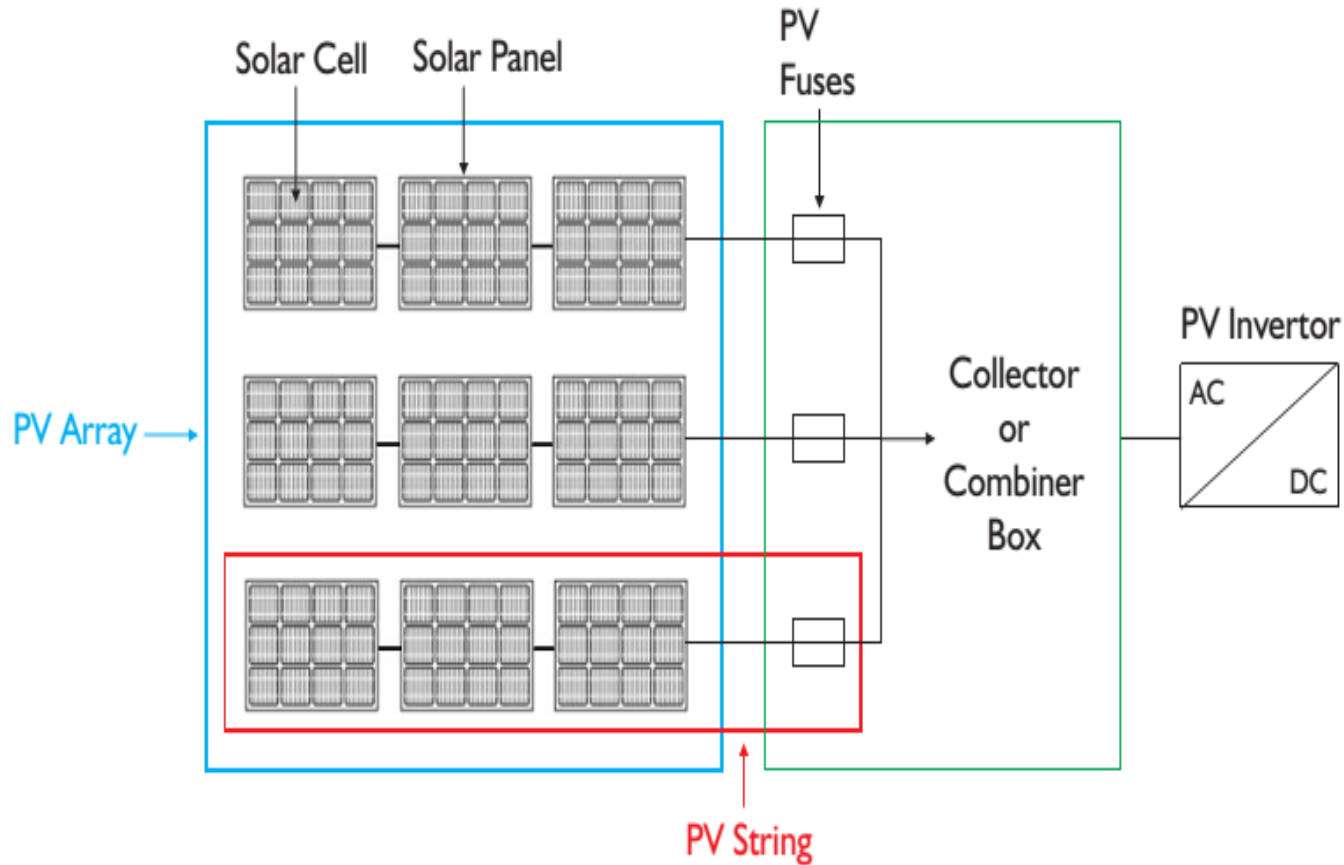 Solar Cell
Solar Panel
PV
Fuses
PV Array
Collector
or
Combiner
Box
PV Invertor
AC
DC
PV String